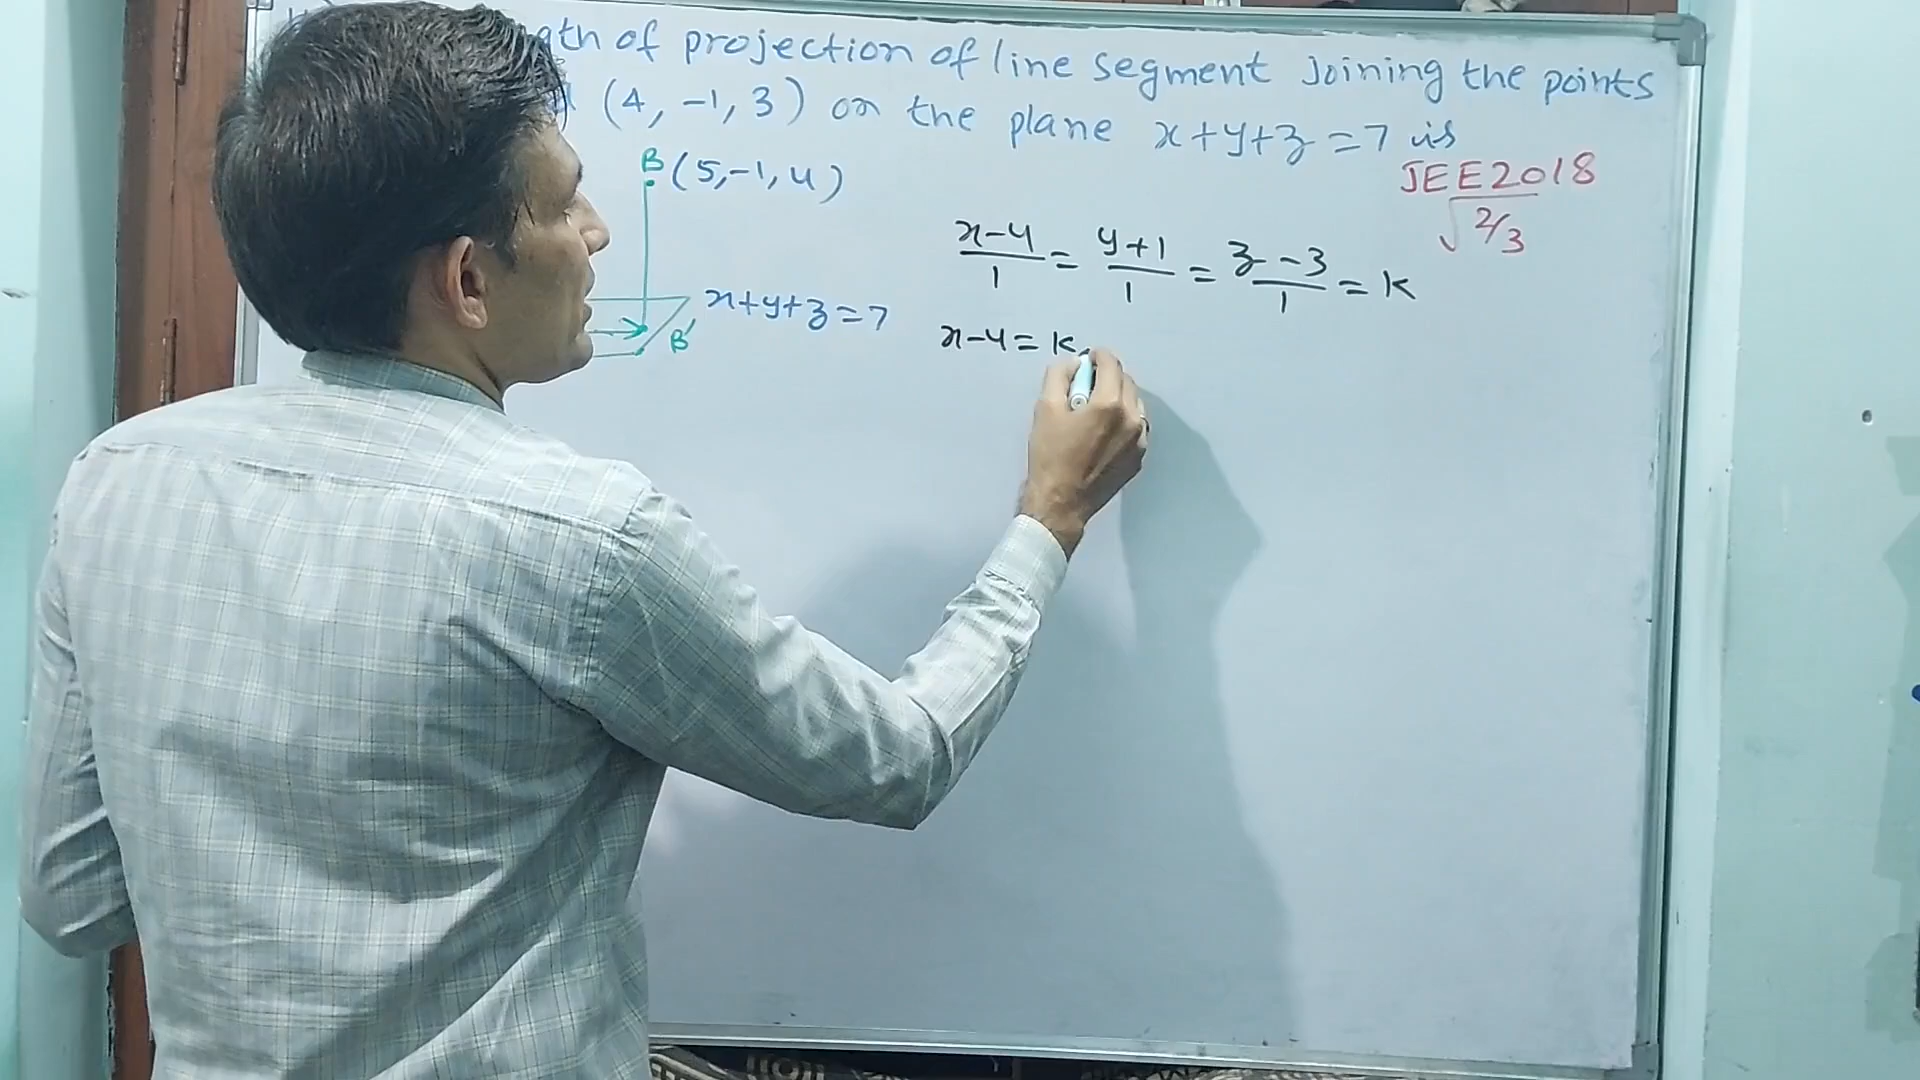 of projection of line segment joining the points
(4, -1, 3) on the plane x+y+z=7 is
B (5,-1,4)
JEE2018
√2/3
x-4/1 = y+1/1 = z-3/1 = k
x+y+z=7
B'
x-4=k